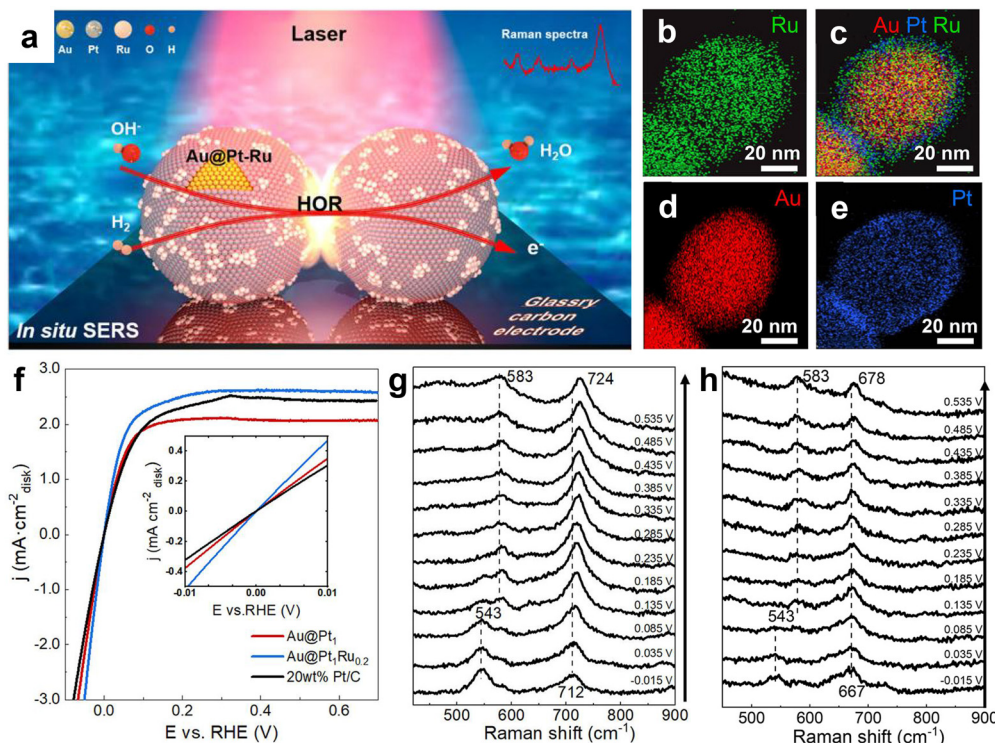 a
Au Pt Ru O H
Laser
Raman spectra
OH-
Au@Pt-Ru
H2O
HOR
H2
e-
In situ SERS
Glassry
carbon
electrode
b
Ru
20 nm
c
Au Pt Ru
20 nm
d
Au
20 nm
e
Pt
20 nm
f
3.0
2.0
1.0
0.0
-1.0
-2.0
-3.0
j (mA·cm-2disk)
0.4
0.2
0.0
-0.2
-0.4
j (mA cm-2disk)
-0.01 0.00 0.01
E vs.RHE (V)
Au@Pt1
Au@Pt1Ru0.2
20wt% Pt/C
0.0 0.2 0.4 0.6
E vs. RHE (V)
g
583
724
0.535 V
0.485 V
0.435 V
0.385 V
0.335 V
0.285 V
0.235 V
0.185 V
0.135 V
543
0.085 V
0.035 V
-0.015 V
712
500 600 700 800 900
Raman shift (cm-1)
h
583
678
0.535 V
0.485 V
0.435 V
0.385 V
0.335 V
0.285 V
0.235 V
0.185 V
0.135 V
543
0.085 V
0.035 V
-0.015 V
667
500 600 700 800 900
Raman shift (cm-1)